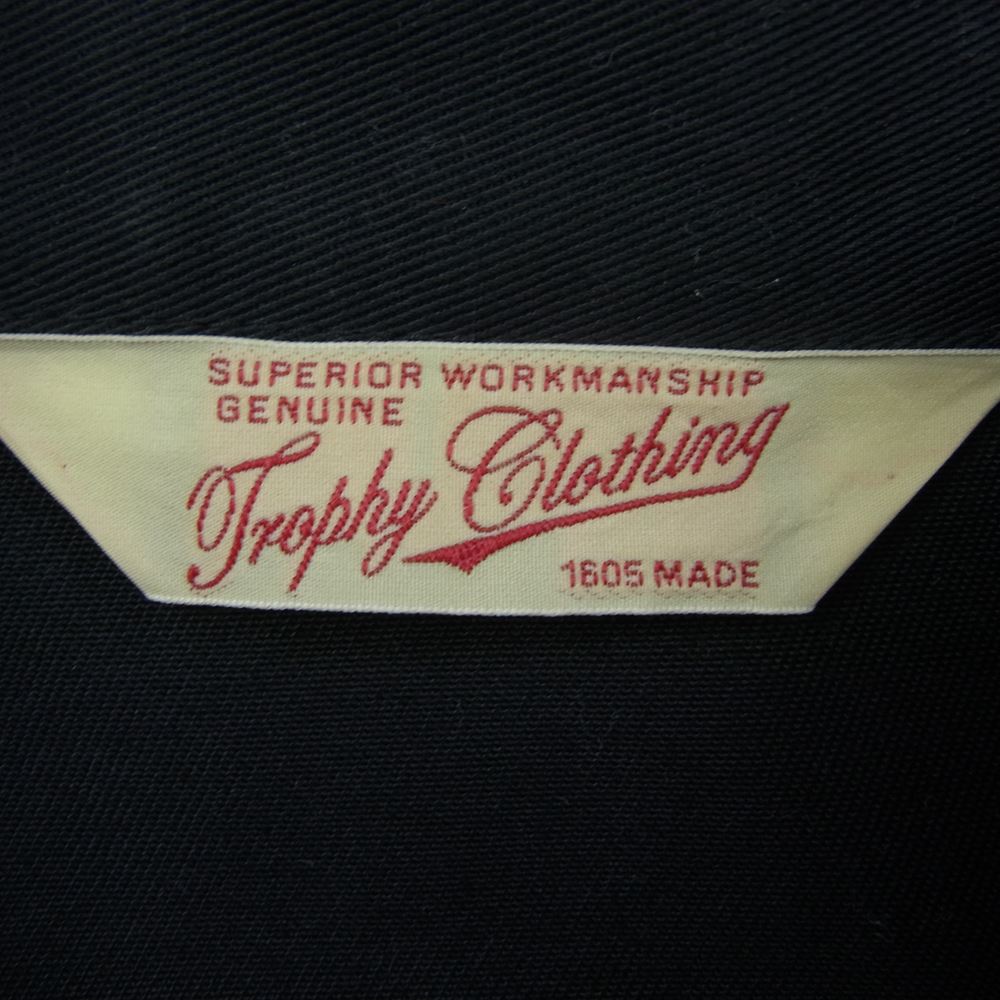 SUPERIOR WORKMANSHIP
GENUINE
Trophy Clothing
1605 MADE